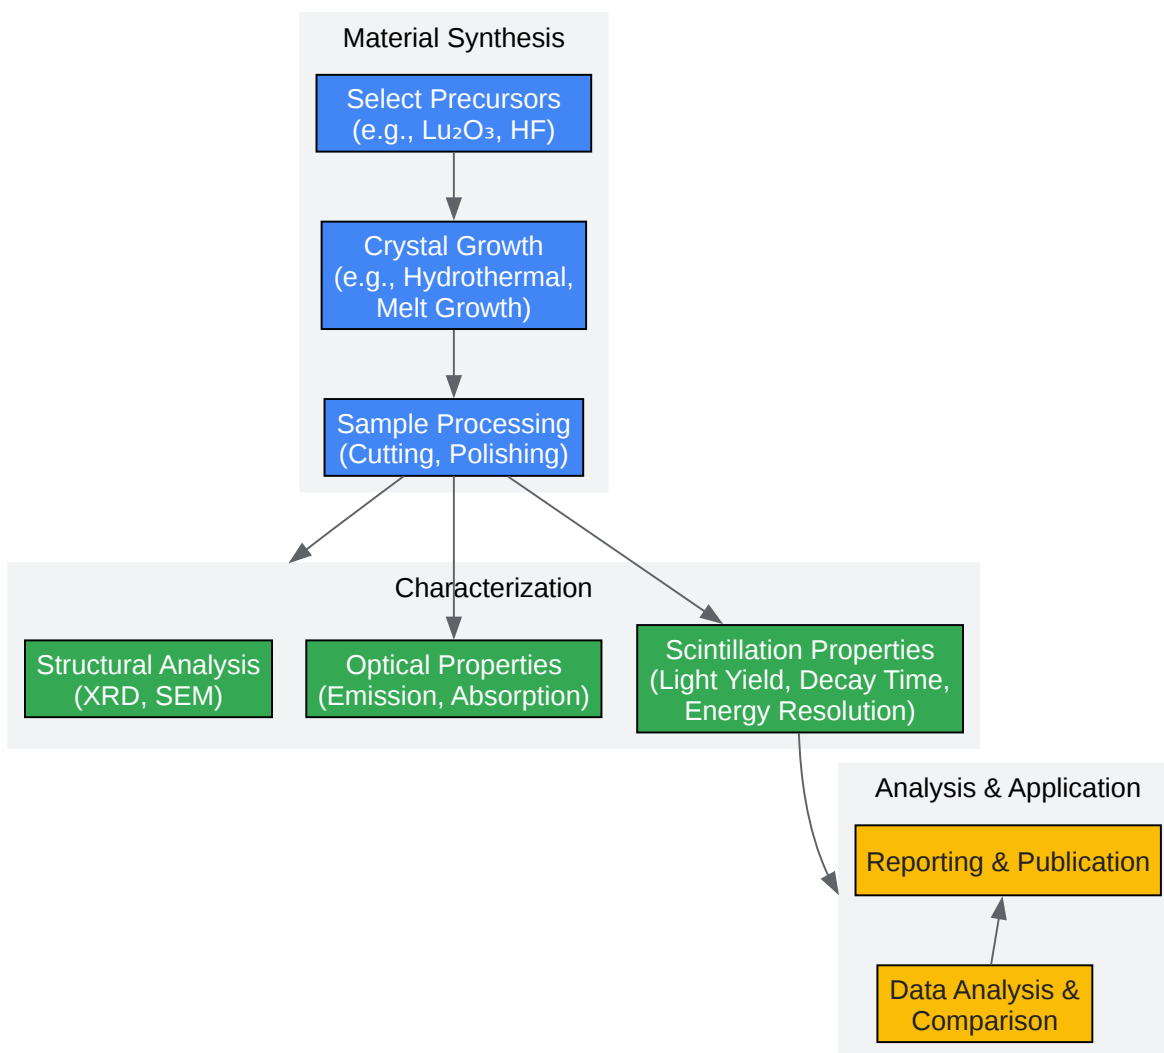 Material Synthesis
Select Precursors
(e.g., Lu₂O₃, HF)
Crystal Growth
(e.g., Hydrothermal,
Melt Growth)
Sample Processing
(Cutting, Polishing)
Characterization
Structural Analysis
(XRD, SEM)
Optical Properties
(Emission, Absorption)
Scintillation Properties
(Light Yield, Decay Time,
Energy Resolution)
Analysis & Application
Reporting & Publication
Data Analysis &
Comparison